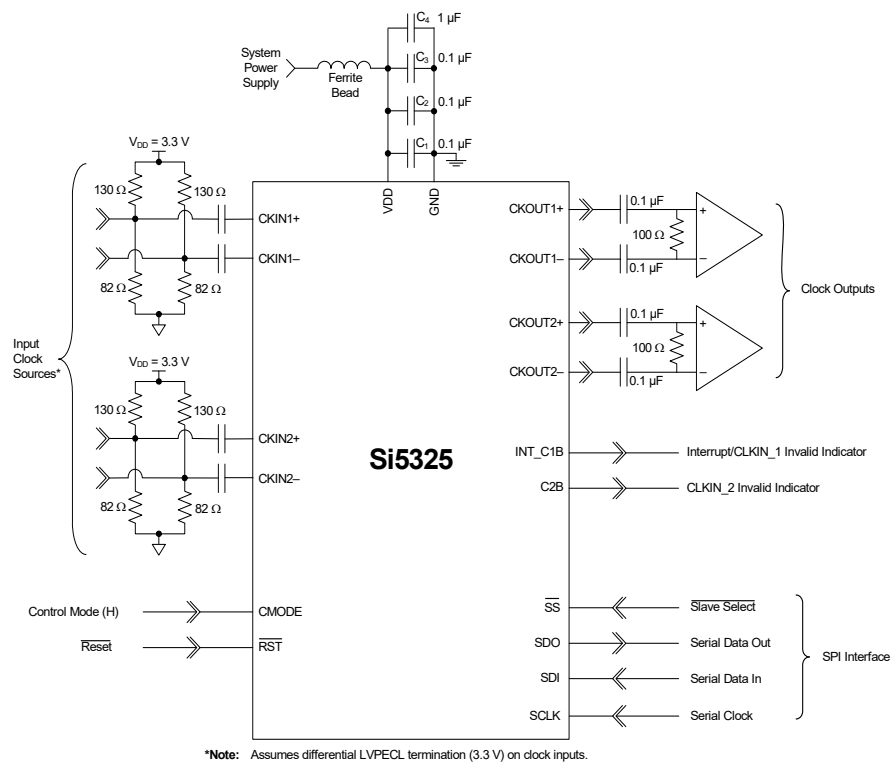 C4 1 µF
System
Power
Supply
Ferrite
Bead
C3 0.1 µF
C2 0.1 µF
C1 0.1 µF
VDD = 3.3 V
130 Ω 130 Ω
82 Ω 82 Ω
VDD = 3.3 V
130 Ω 130 Ω
82 Ω 82 Ω
Input
Clock
Sources*
VDD GND
CKIN1+
CKIN1–
CKIN2+
CKIN2–
Si5325
CKOUT1+ 0.1 µF +
100 Ω
CKOUT1– 0.1 µF –
CKOUT2+ 0.1 µF +
100 Ω
CKOUT2– 0.1 µF –
Clock Outputs
INT_C1B Interrupt/CLKIN_1 Invalid Indicator
C2B CLKIN_2 Invalid Indicator
Control Mode (H) CMODE
Reset RST
SS Slave Select
SDO Serial Data Out
SDI Serial Data In
SCLK Serial Clock
SPI Interface
*Note: Assumes differential LVPECL termination (3.3 V) on clock inputs.